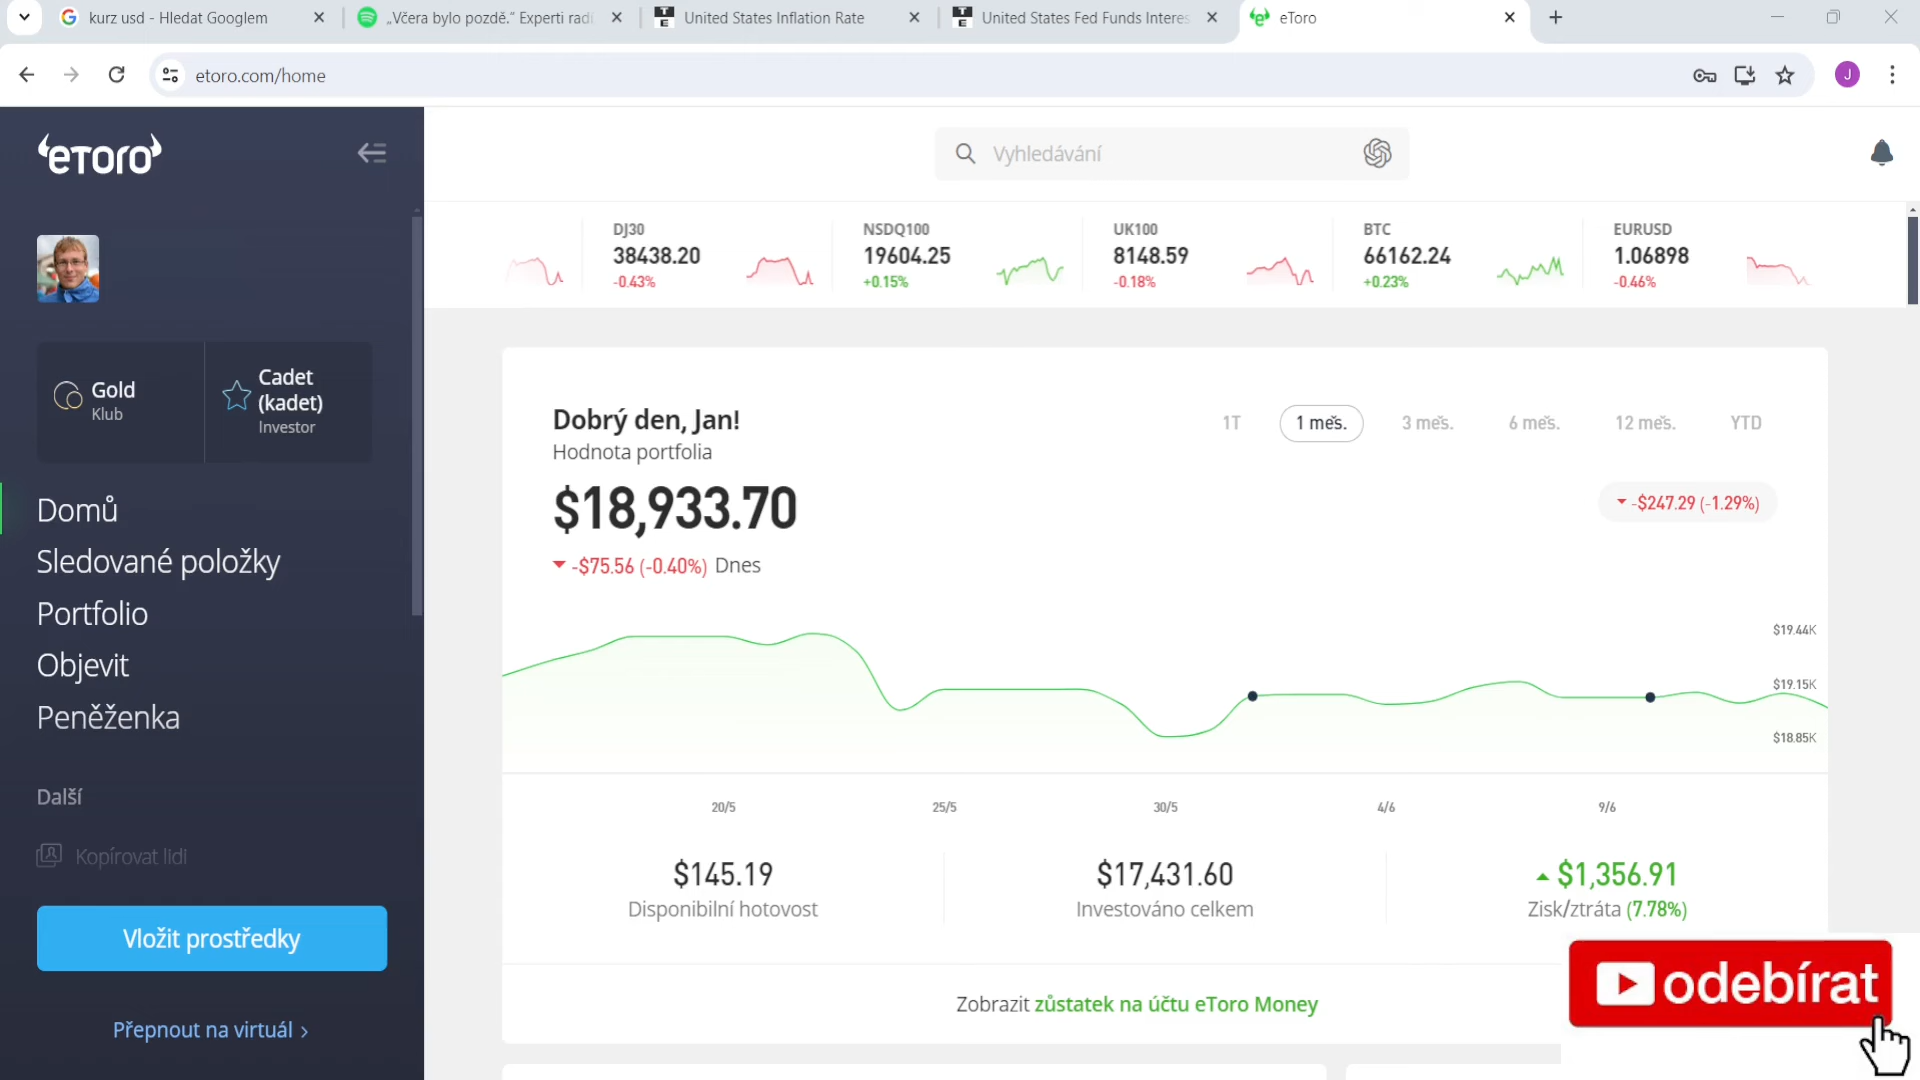 kurz usd - Hledat Googlem
„Včera bylo pozdě.“ Experti radí
United States Inflation Rate
United States Fed Funds Interes
eToro
etoro.com/home
J
eTORO
Vyhledávání
DJ30
38438.20
-0.43%
NSDQ100
19604.25
+0.15%
UK100
8148.59
-0.18%
BTC
66162.24
+0.23%
EURUSD
1.06898
-0.46%
Gold
Klub
Cadet
(kadet)
Investor
Domů
Sledované položky
Portfolio
Objevit
Peněženka
Další
Kopírovat lidi
Vložit prostředky
Přepnout na virtuál >
Dobrý den, Jan!
Hodnota portfolia
$18,933.70
-$75.56 (-0.40%) Dnes
1T
1 měs.
3 měs.
6 měs.
12 měs.
YTD
-$247.29 (-1.29%)
$19.44K
$19.15K
$18.85K
20/5
25/5
30/5
4/6
9/6
$145.19
Disponibilní hotovost
$17,431.60
Investováno celkem
$1,356.91
Zisk/ztráta (7.78%)
Zobrazit zůstatek na účtu eToro Money
odebírat